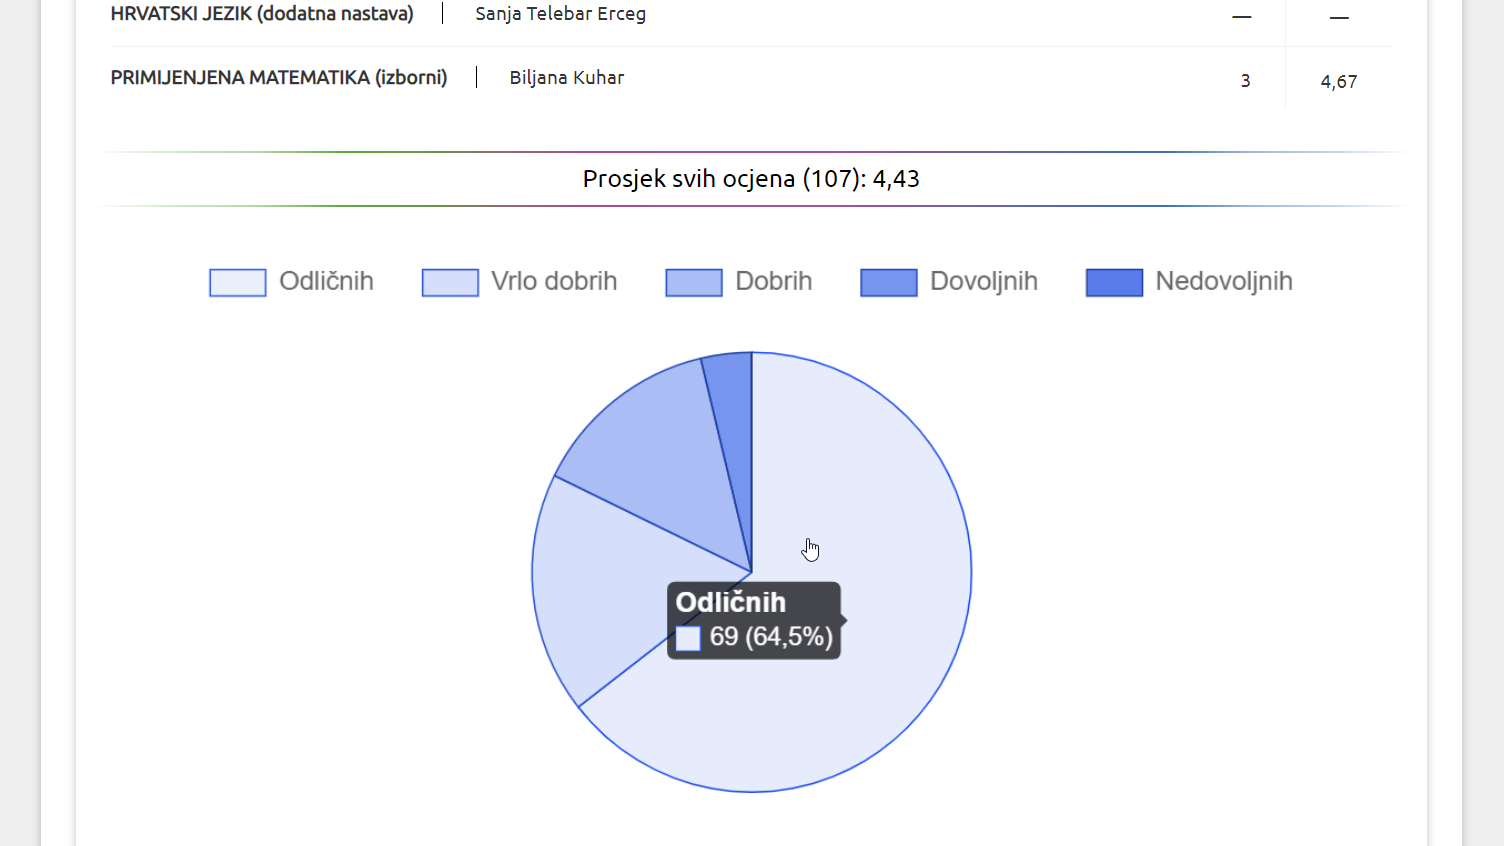 HRVATSKI JEZIK (dodatna nastava) | Sanja Telebar Erceg — —
PRIMIJENJENA MATEMATIKA (izborni) | Biljana Kuhar 3 4,67
Prosjek svih ocjena (107): 4,43
Odličnih Vrlo dobrih Dobrih Dovoljnih Nedovoljnih
Odličnih
69 (64,5%)